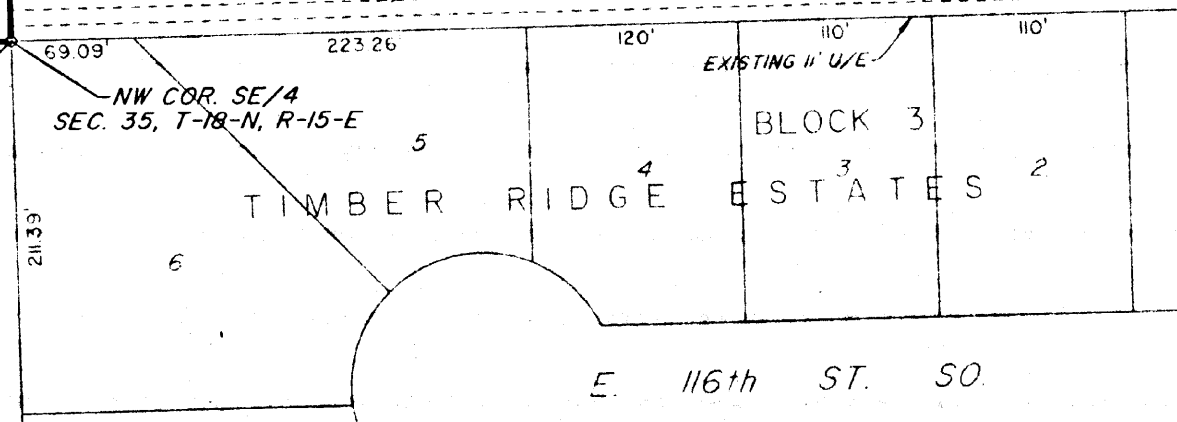 69.09' 223.26 120' 110' 110'
EXISTING 11' U/E
NW COR. SE/4
SEC. 35, T-18-N, R-15-E
BLOCK 3
5 4 3 2
TIMBER RIDGE ESTATES
211.39'
6
E. 116th ST. SO.